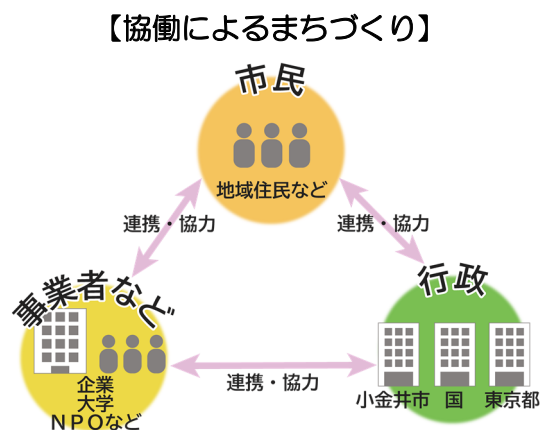 【協働によるまちづくり】
市民
地域住民など
連携・協力
連携・協力
事業者など
企業
大学
ＮＰＯなど
連携・協力
行政
小金井市 国 東京都